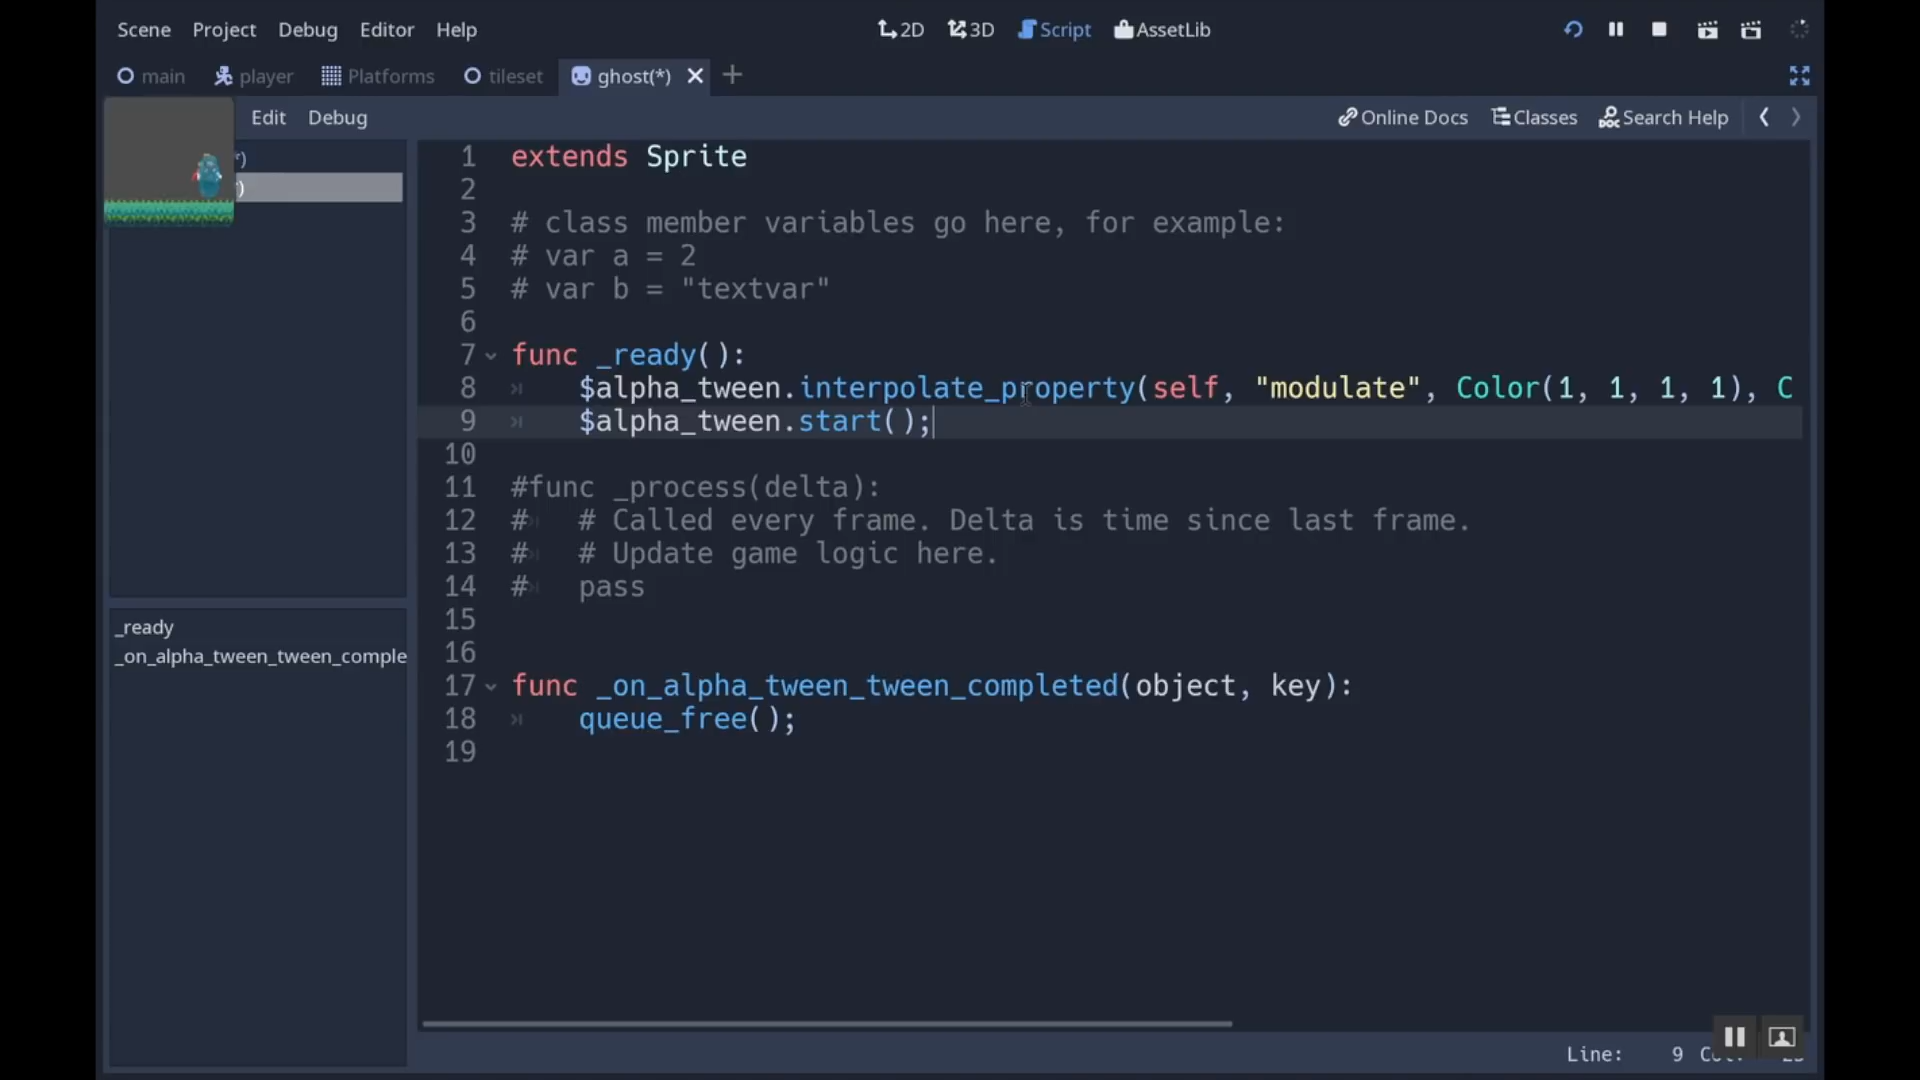 Scene Project Debug Editor Help 2D 3D Script AssetLib
main player Platforms tileset ghost(*)
Edit Debug Online Docs Classes Search Help
1 extends Sprite
2
3 # class member variables go here, for example:
4 # var a = 2
5 # var b = "textvar"
6
7 func _ready():
8 $alpha_tween.interpolate_property(self, "modulate", Color(1, 1, 1, 1), C
9 $alpha_tween.start();
10
11 #func _process(delta):
12 # # Called every frame. Delta is time since last frame.
13 # # Update game logic here.
14 # pass
15
16
17 func _on_alpha_tween_tween_completed(object, key):
18 queue_free();
19
*)
*)
_ready
_on_alpha_tween_tween_comple
Line: 9